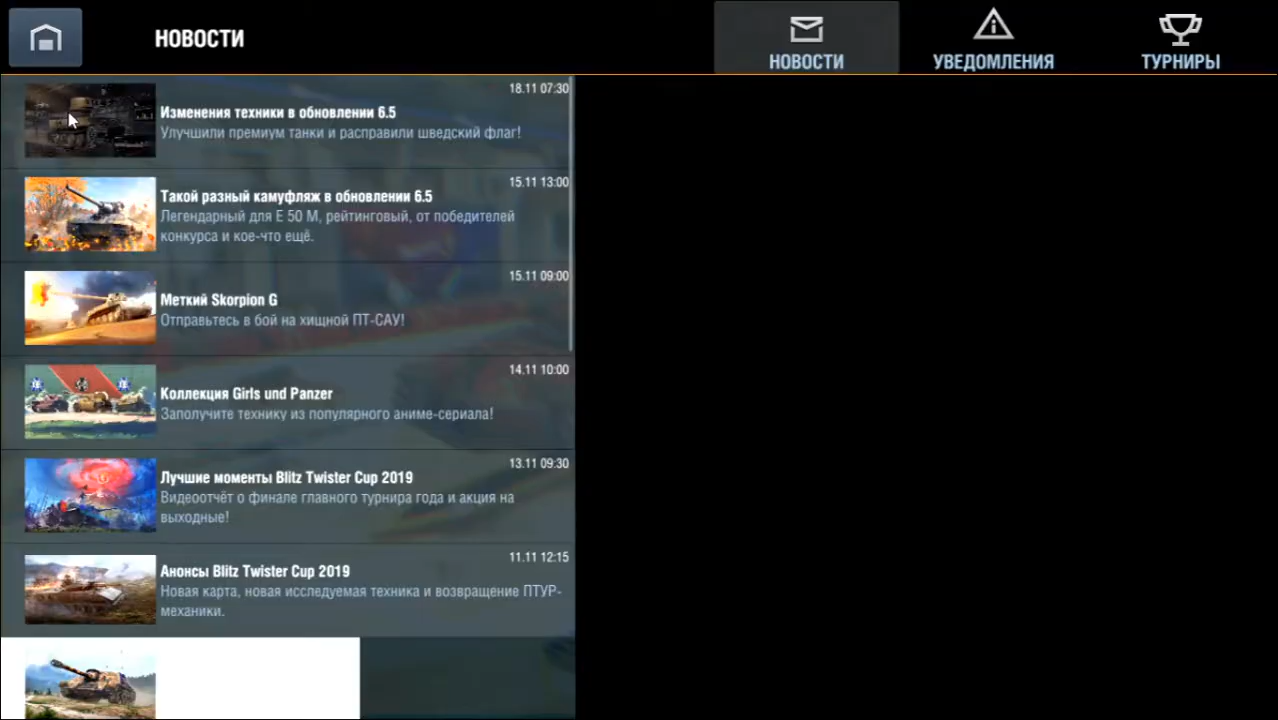 НОВОСТИ
НОВОСТИ
УВЕДОМЛЕНИЯ
ТУРНИРЫ
18.11 07:30
Изменения техники в обновлении 6.5
Улучшили премиум танки и расправили шведский флаг!
15.11 13:00
Такой разный камуфляж в обновлении 6.5
Легендарный для E 50 M, рейтинговый, от победителей
конкурса и кое-что ещё.
15.11 09:00
Меткий Skorpion G
Отправьтесь в бой на хищной ПТ-САУ!
14.11 10:00
Коллекция Girls und Panzer
Заполучите технику из популярного аниме-сериала!
13.11 09:30
Лучшие моменты Blitz Twister Cup 2019
Видеоотчёт о финале главного турнира года и акция на
выходные!
11.11 12:15
Анонсы Blitz Twister Cup 2019
Новая карта, новая исследуемая техника и возвращение ПТУР-
механики.